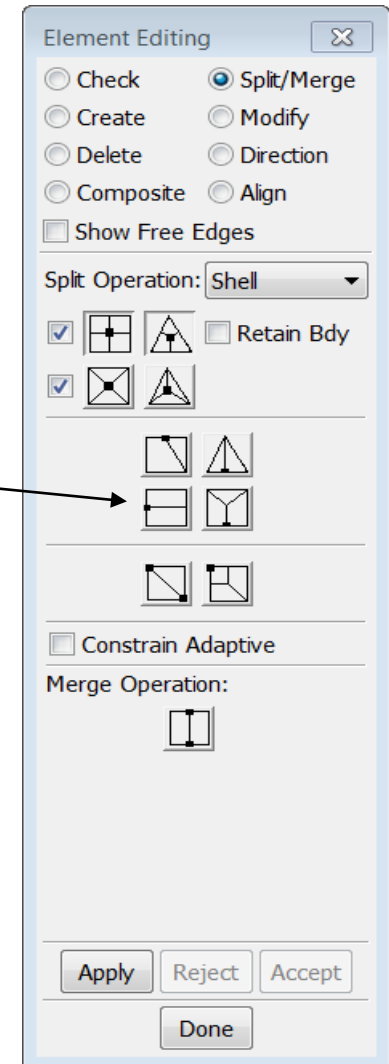 Element Editing
Check Split/Merge
Create Modify
Delete Direction
Composite Align
Show Free Edges
Split Operation: Shell
Retain Bdy
Constrain Adaptive
Merge Operation:
Apply Reject Accept
Done